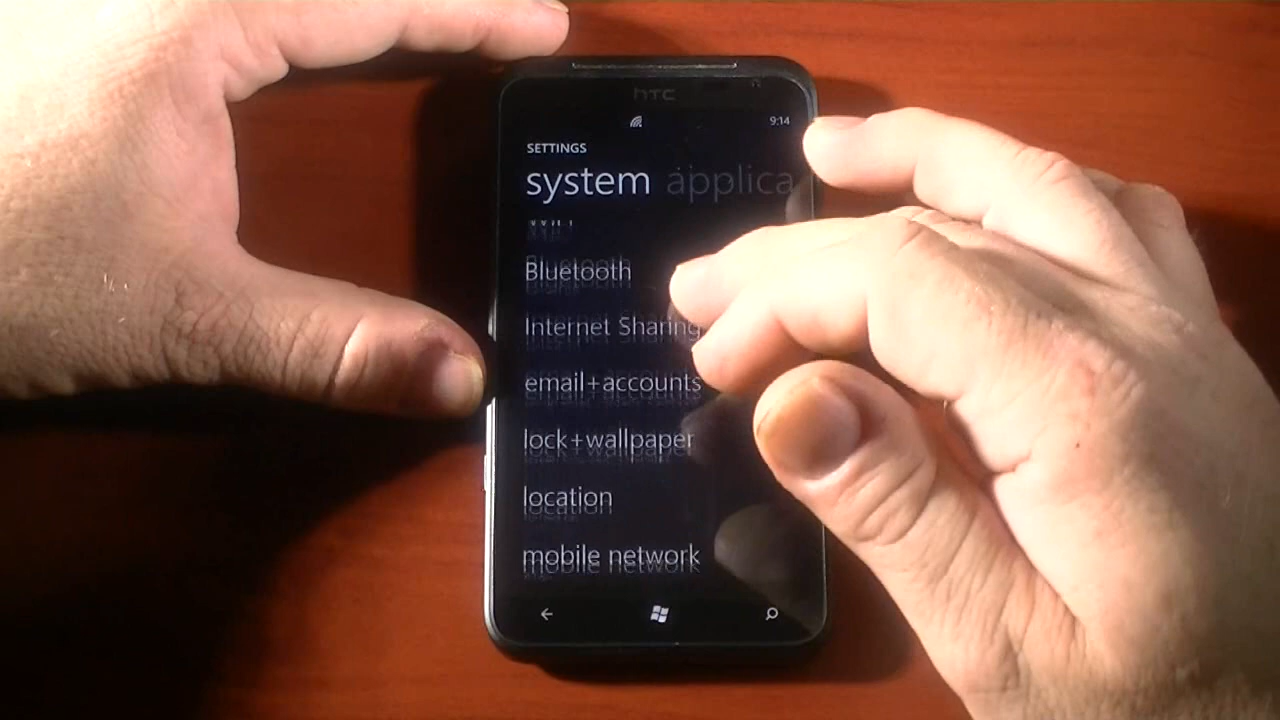 hTC
9:14
SETTINGS
system applica
Bluetooth
Internet Sharing
email+accounts
lock+wallpaper
location
mobile network